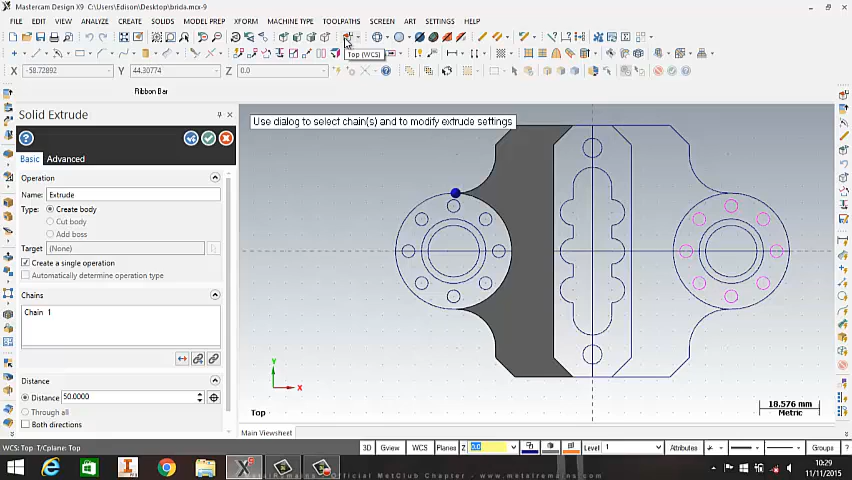 Mastercam Design X9 C:\Users\Edison\Desktop\brida.mcx-9
FILE EDIT VIEW ANALYZE CREATE SOLIDS MODEL PREP XFORM MACHINE TYPE TOOLPATHS SCREEN ART SETTINGS HELP
Top (WCS)
X -58.72892 Y 44.30774 Z 0.0
Ribbon Bar
Solid Extrude
Use dialog to select chain(s) and to modify extrude settings
Basic Advanced
Operation
Name: Extrude
Type: Create body
Cut body
Add boss
Target (None)
Create a single operation
Automatically determine operation type
Chains
Chain 1
Distance
Distance 50.0000
Through all
Both directions
Y
X
Top
18.576 mm
Metric
Main Viewsheet
WCS: Top T/Cplane: Top
3D Gview WCS Planes Z 0.0 Level 1 Attributes Groups
10:29
11/11/2015